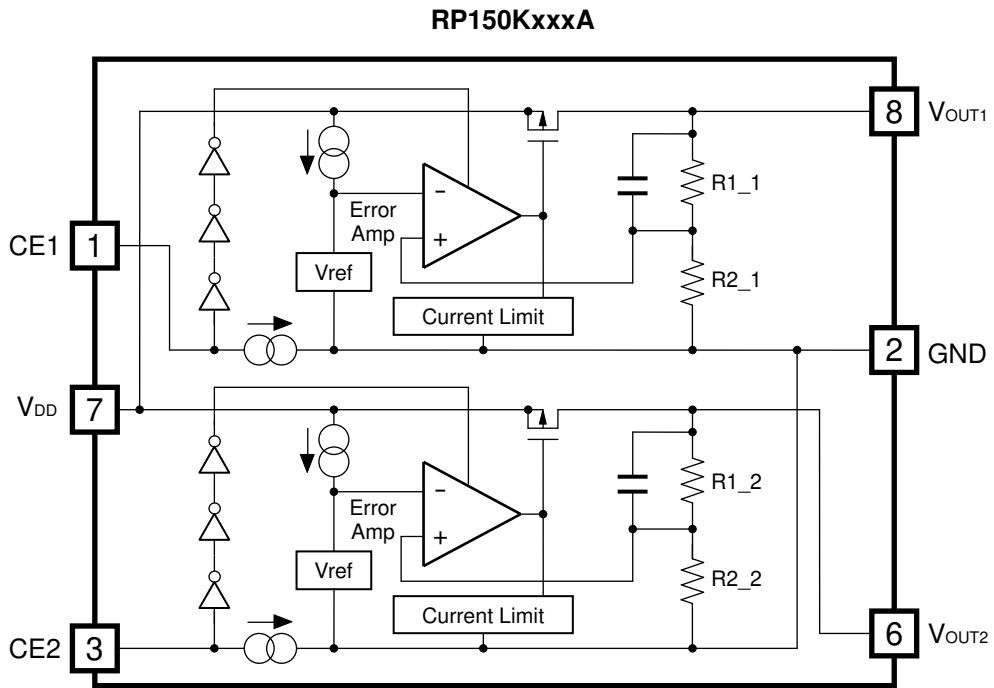 RP150KxxxA
8
VOUT1
R1_1
Error
Amp
−
+
CE1
1
Vref
R2_1
Current Limit
2
GND
VDD
7
R1_2
Error
Amp
−
+
Vref
R2_2
Current Limit
CE2
3
6
VOUT2